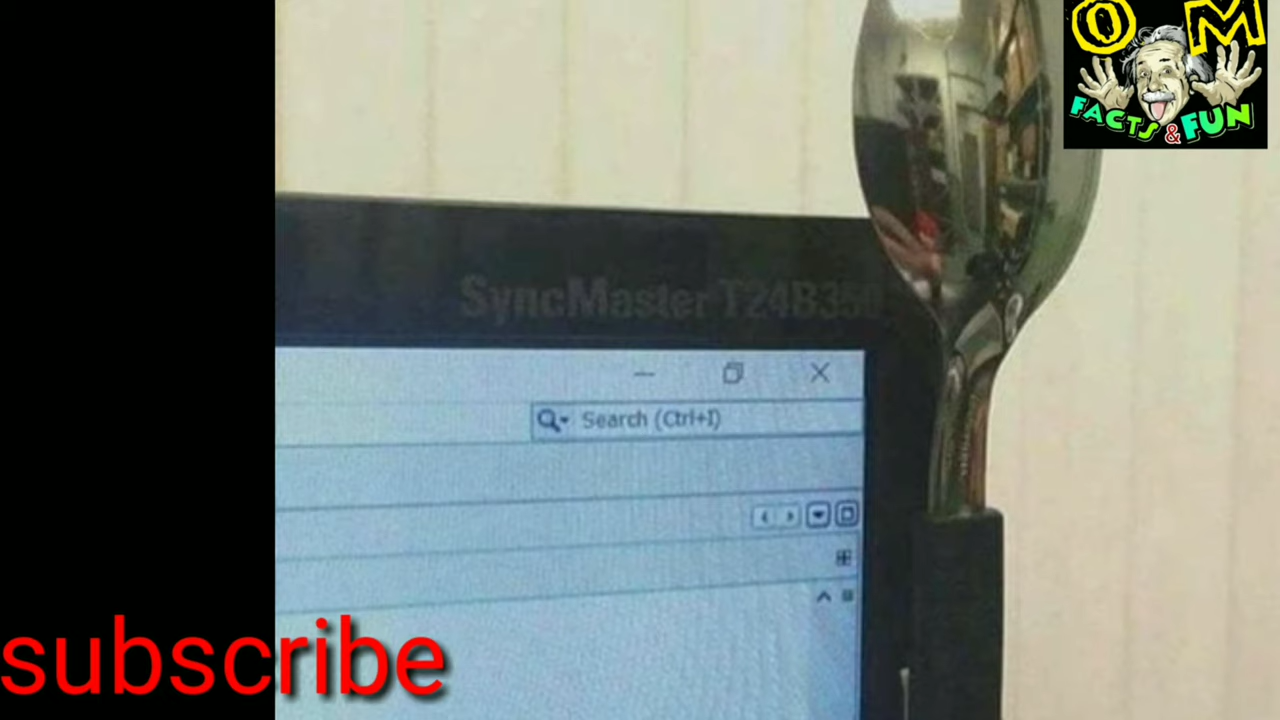 O M
FACTS & FUN
SyncMaster T24B350
Search (Ctrl+I)
subscribe